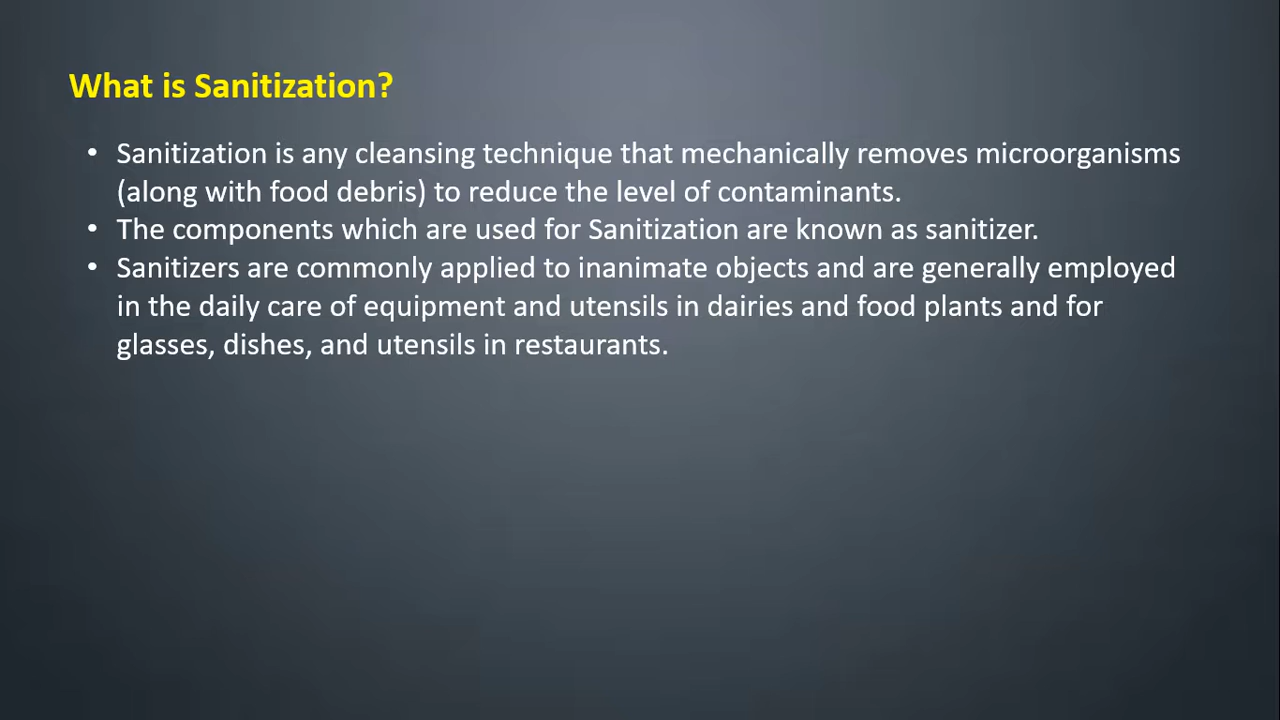 What is Sanitization?
• Sanitization is any cleansing technique that mechanically removes microorganisms
(along with food debris) to reduce the level of contaminants.
• The components which are used for Sanitization are known as sanitizer.
• Sanitizers are commonly applied to inanimate objects and are generally employed
in the daily care of equipment and utensils in dairies and food plants and for
glasses, dishes, and utensils in restaurants.